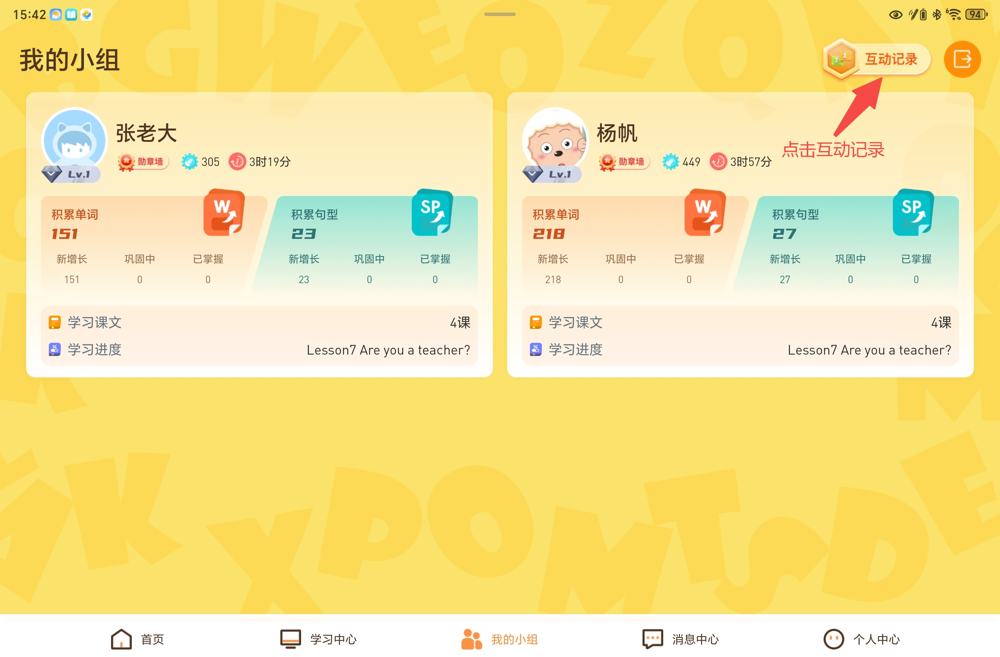 15:42
94
我的小组
互动记录
点击互动记录
张老大
勋章墙 305 3时19分
Lv.1
积累单词
151
W
新增长 巩固中 已掌握
151 0 0
积累句型
23
SP
新增长 巩固中 已掌握
23 0 0
学习课文 4课
学习进度 Lesson7 Are you a teacher?
杨帆
勋章墙 449 3时57分
Lv.1
积累单词
218
W
新增长 巩固中 已掌握
218 0 0
积累句型
27
SP
新增长 巩固中 已掌握
27 0 0
学习课文 4课
学习进度 Lesson7 Are you a teacher?
首页 学习中心 我的小组 消息中心 个人中心